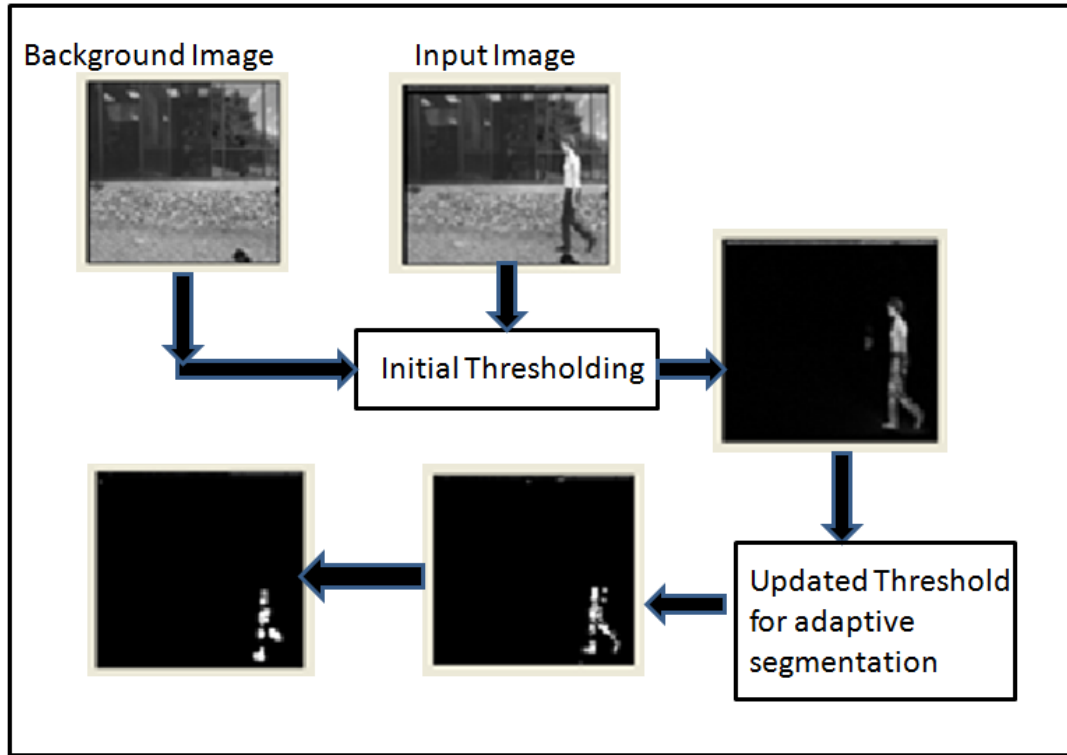 Background Image
Input Image
Initial Thresholding
Updated Threshold
for adaptive
segmentation